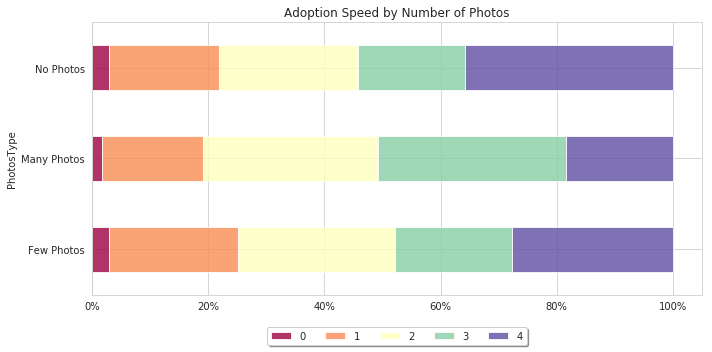 Adoption Speed by Number of Photos
PhotosType
No Photos
Many Photos
Few Photos
0% 20% 40% 60% 80% 100%
0 1 2 3 4